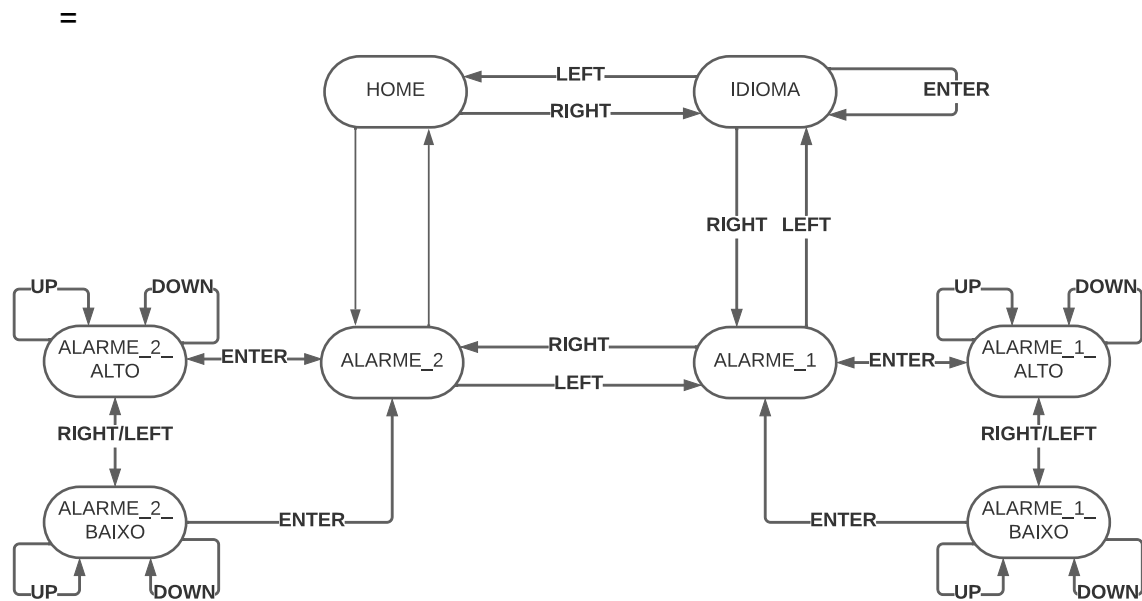 =
HOME
LEFT
IDIOMA
ENTER
RIGHT
RIGHT
LEFT
UP
DOWN
UP
DOWN
ALARME_2_
ALTO
ENTER
ALARME_2
RIGHT
LEFT
ALARME_1
ENTER
ALARME_1_
ALTO
RIGHT/LEFT
RIGHT/LEFT
ALARME_2_
BAIXO
ENTER
ENTER
ALARME_1_
BAIXO
UP
DOWN
UP
DOWN